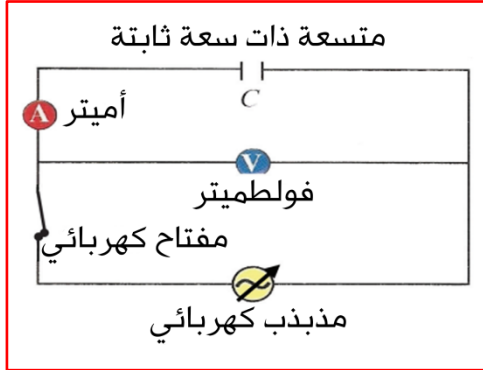 متسعة ذات سعة ثابتة
C
A أميتر
V
فولطميتر
مفتاح كهربائي
مذبذب كهربائي